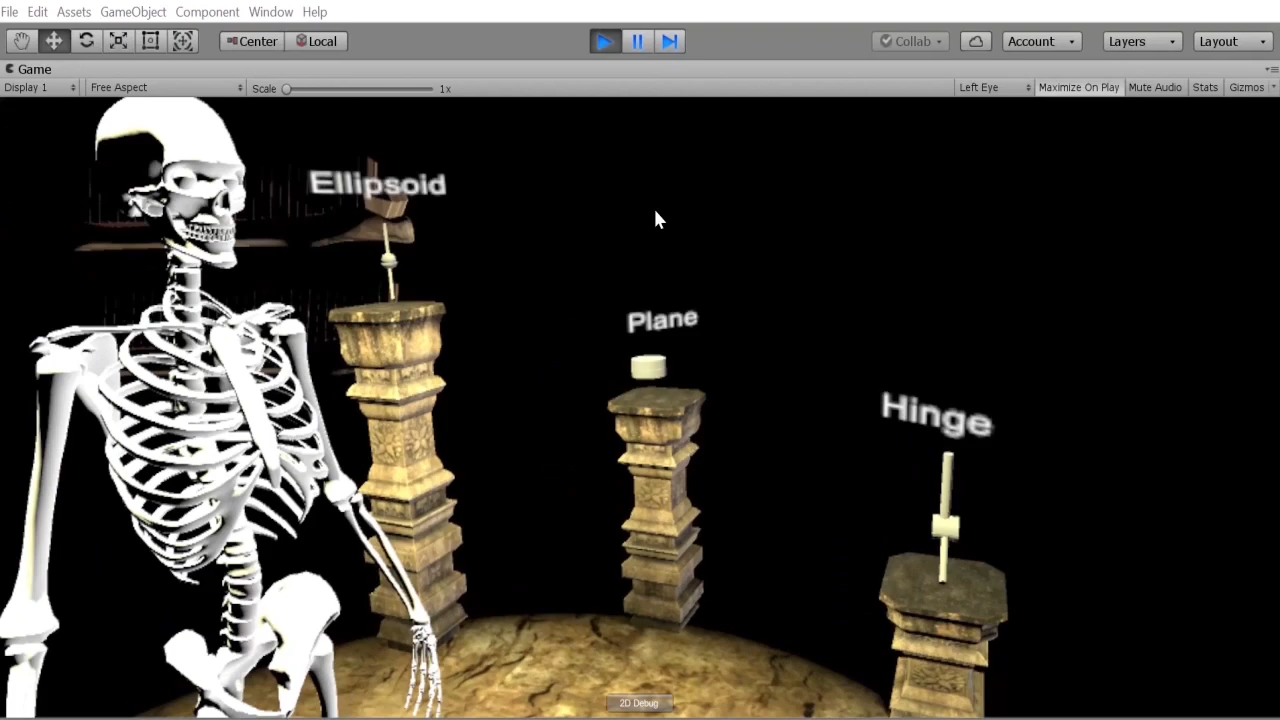 File Edit Assets GameObject Component Window Help
Center Local Collab Account Layers Layout
Game
Display 1 Free Aspect Scale 1x Left Eye Maximize On Play Mute Audio Stats Gizmos
Ellipsoid
Plane
Hinge
2D Debug